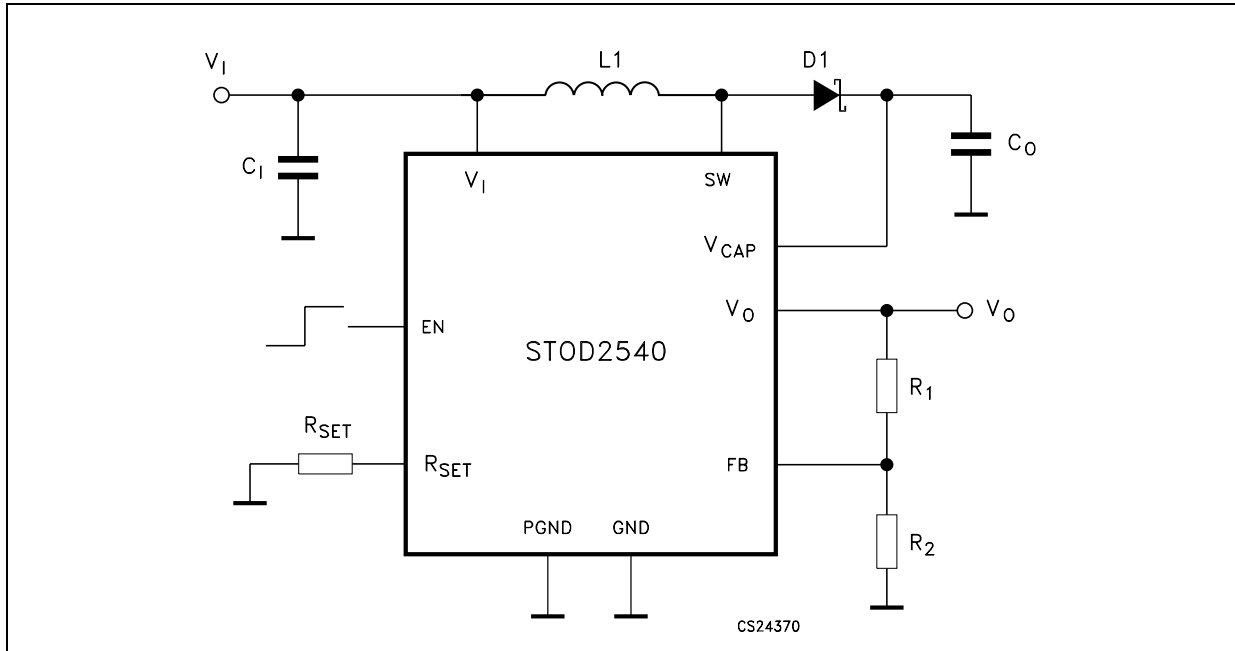 L1
D1
V_I
C_I
C_O
V_I
SW
V_CAP
V_O
V_O
EN
STOD2540
R_1
R_SET
R_SET
FB
PGND
GND
R_2
CS24370